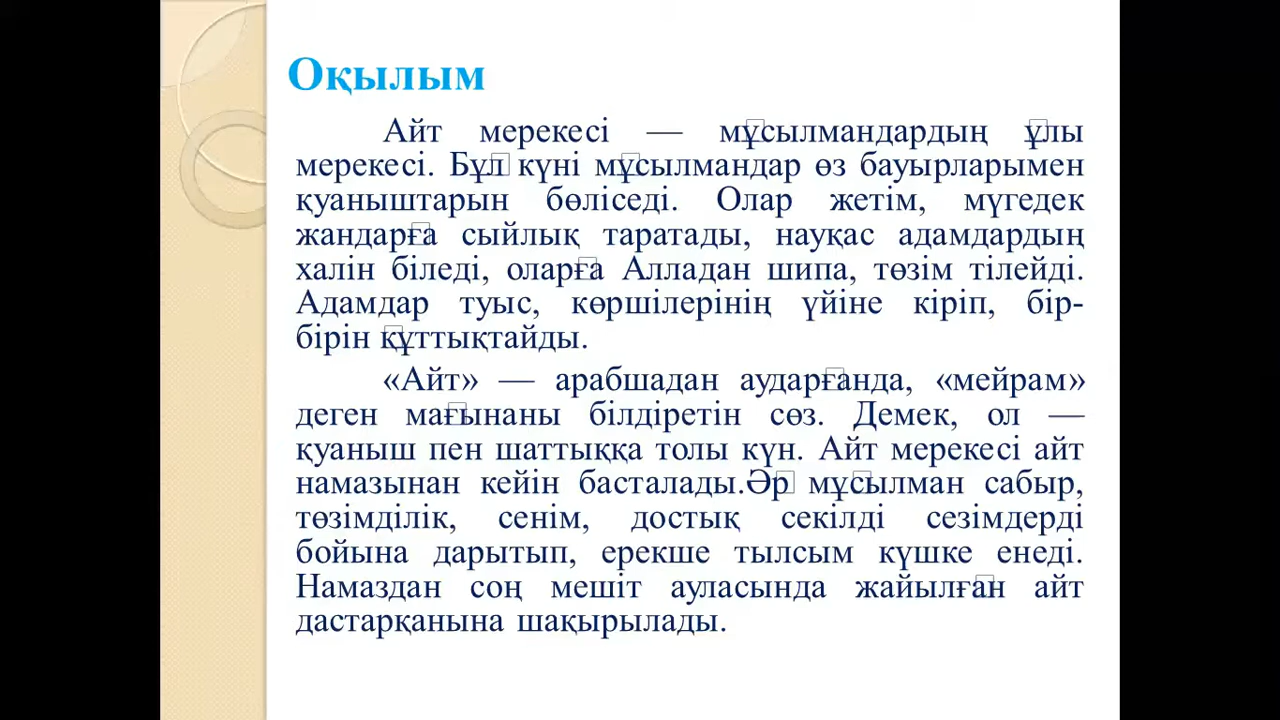 Оқылым
Айт мерекесі — мұсылмандардың ұлы
мерекесі. Бұл күні мұсылмандар өз бауырларымен
қуаныштарын бөліседі. Олар жетім, мүгедек
жандарға сыйлық таратады, науқас адамдардың
халін біледі, оларға Алладан шипа, төзім тілейді.
Адамдар туыс, көршілерінің үйіне кіріп, бір-
бірін құттықтайды.
«Айт» — арабшадан аударғанда, «мейрам»
деген мағынаны білдіретін сөз. Демек, ол —
қуаныш пен шаттыққа толы күн. Айт мерекесі айт
намазынан кейін басталады.Әр мұсылман сабыр,
төзімділік, сенім, достық секілді сезімдерді
бойына дарытып, ерекше тылсым күшке енеді.
Намаздан соң мешіт ауласында жайылған айт
дастарқанына шақырылады.